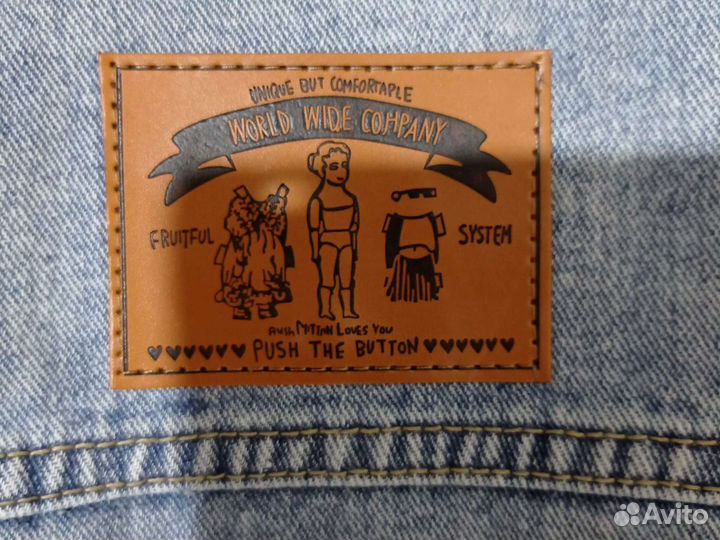 UNIQUE BUT COMFORTAPLE
WORLD WIDE COMPANY
FRUITFUL SYSTEM
LOVES YOU
♥♥♥♥♥♥ PUSH THE BUTTON ♥♥♥♥♥♥
Avito